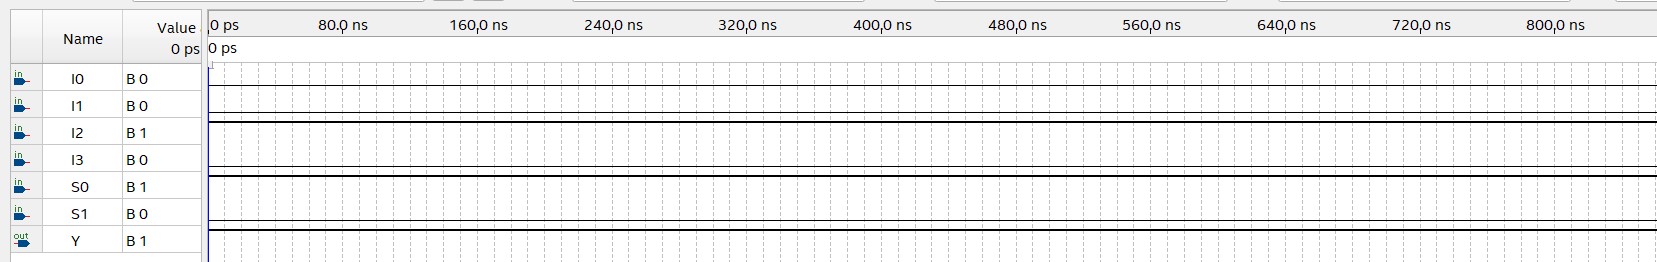 0 ps 80.0 ns 160.0 ns 240.0 ns 320.0 ns 400.0 ns 480.0 ns 560.0 ns 640.0 ns 720.0 ns 800.0 ns
Name Value
0 ps 0 ps
in I0 B 0
in I1 B 0
in I2 B 1
in I3 B 0
in S0 B 1
in S1 B 0
out Y B 1